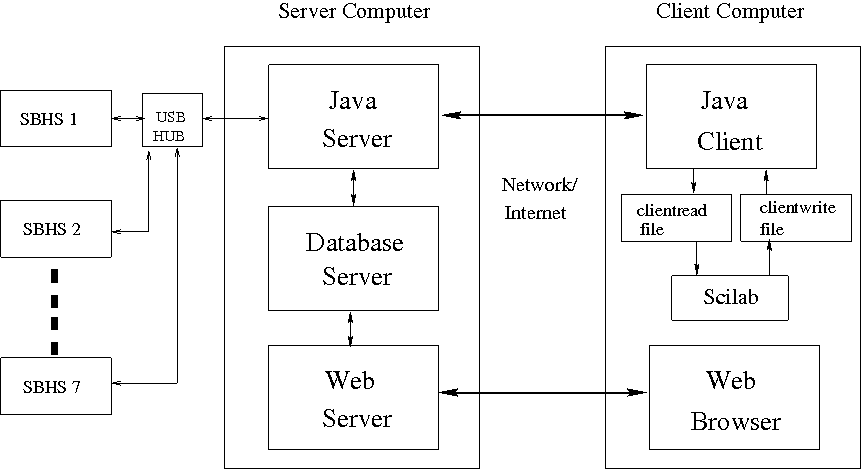 Server Computer
Client Computer
SBHS 1
USB
HUB
Java
Server
Java
Client
Network/
Internet
clientread
file
clientwrite
file
SBHS 2
Database
Server
Scilab
SBHS 7
Web
Server
Web
Browser